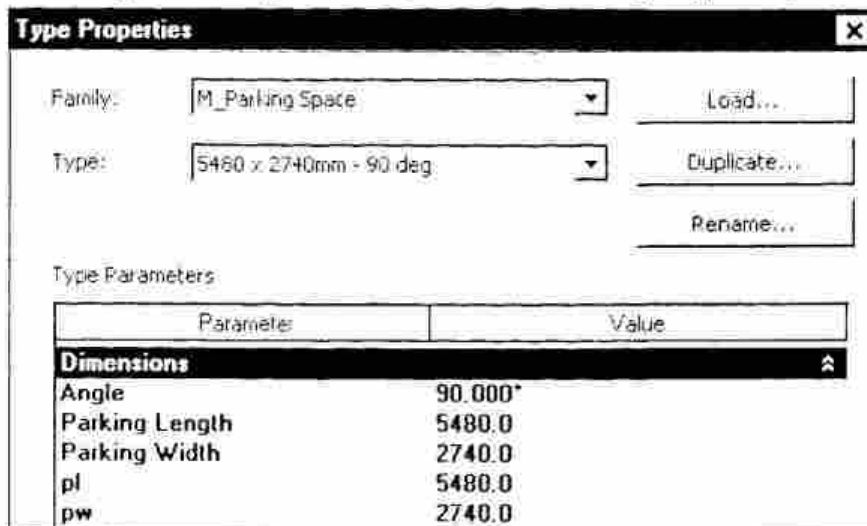 Type Properties
Family: M_Parking Space Load...
Type: 5480 x 2740mm - 90 deg Duplicate...
Rename...
Type Parameters
Parameter Value
Dimensions
Angle 90.000°
Parking Length 5480.0
Parking Width 2740.0
pl 5480.0
pw 2740.0